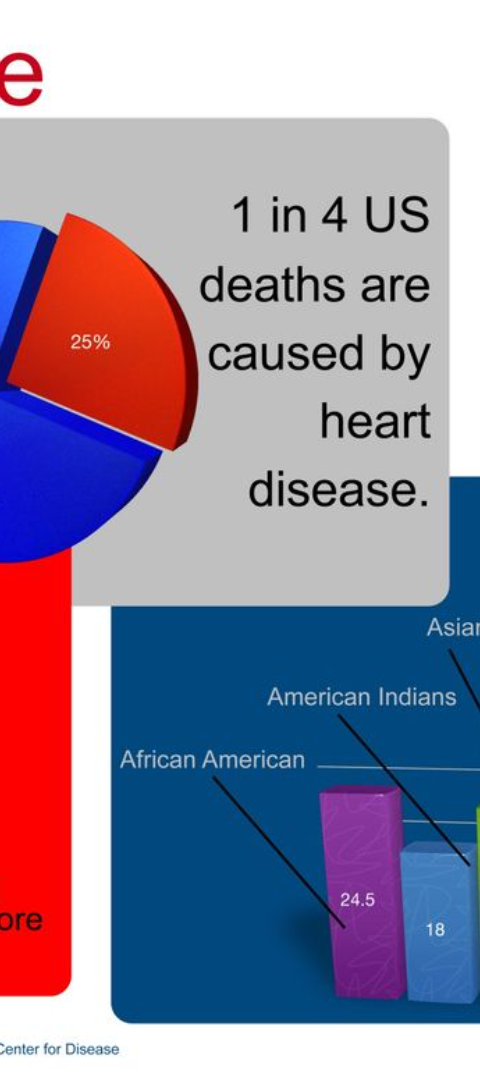 e
25%
1 in 4 US
deaths are
caused by
heart
disease.
Asian
American Indians
African American
24.5
18
ore
Center for Disease